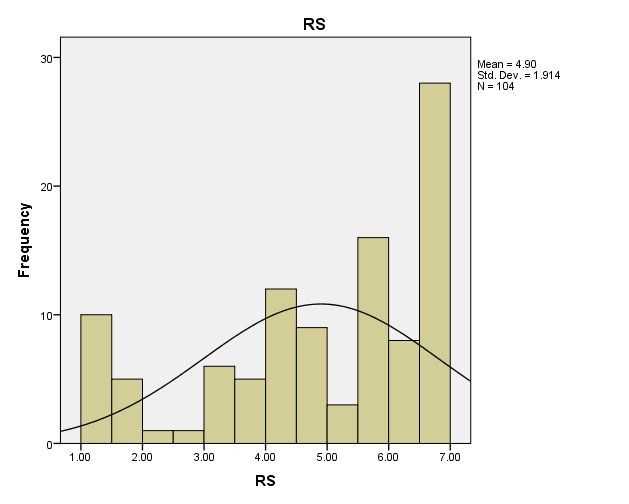 RS
Mean = 4.90
Std. Dev. = 1.914
N = 104
30
20
10
0
Frequency
1.00 2.00 3.00 4.00 5.00 6.00 7.00
RS